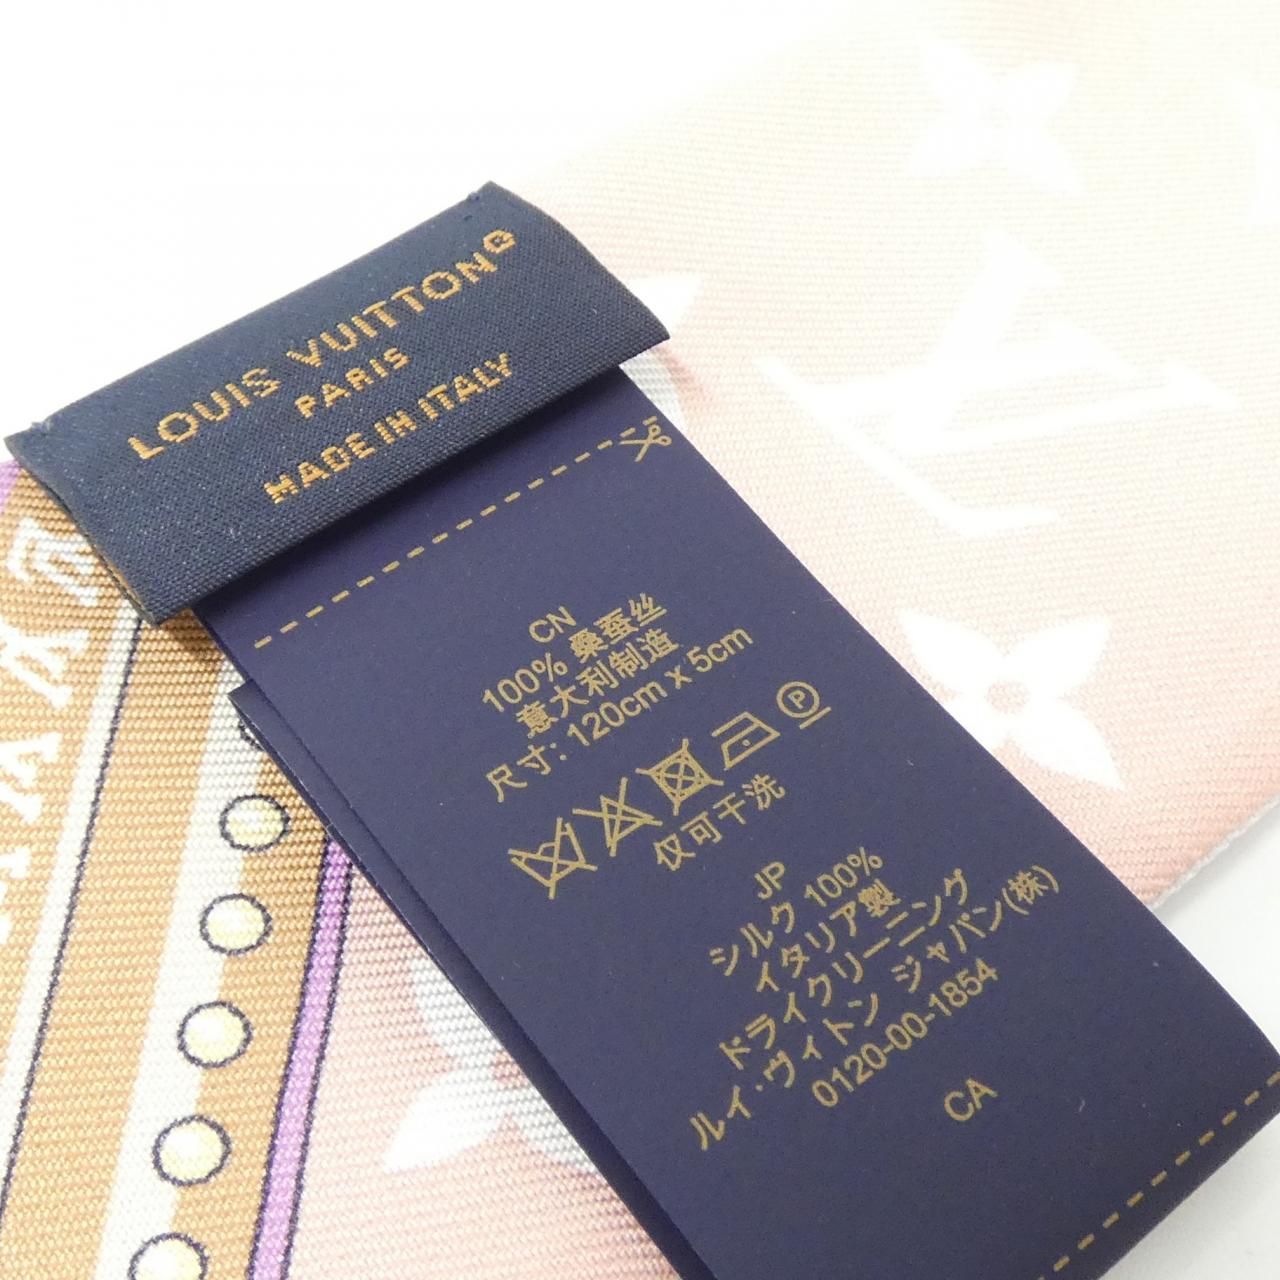 LOUIS VUITTON®
PARIS
MADE IN ITALY
CN
100% 桑蚕丝
意大利制造
尺寸: 120cm x 5cm
P
仅可干洗
JP
シルク 100%
イタリア製
ドライクリーニング
ルイ・ヴィトン ジャパン(株)
0120-00-1854
CA